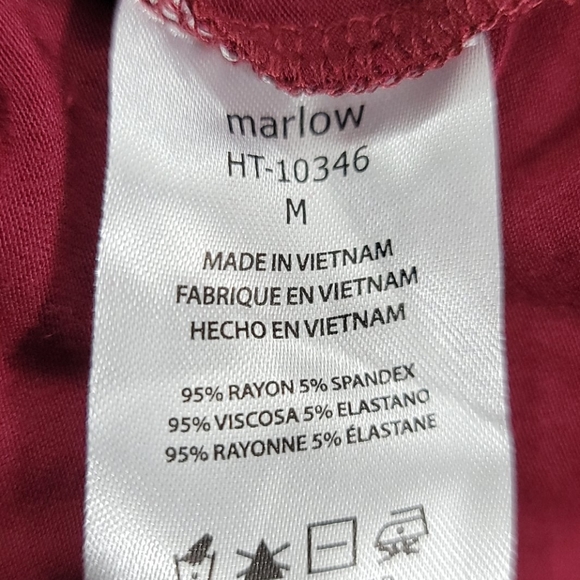 marlow
HT-10346
M
MADE IN VIETNAM
FABRIQUE EN VIETNAM
HECHO EN VIETNAM
95% RAYON 5% SPANDEX
95% VISCOSA 5% ELASTANO
95% RAYONNE 5% ÉLASTANE